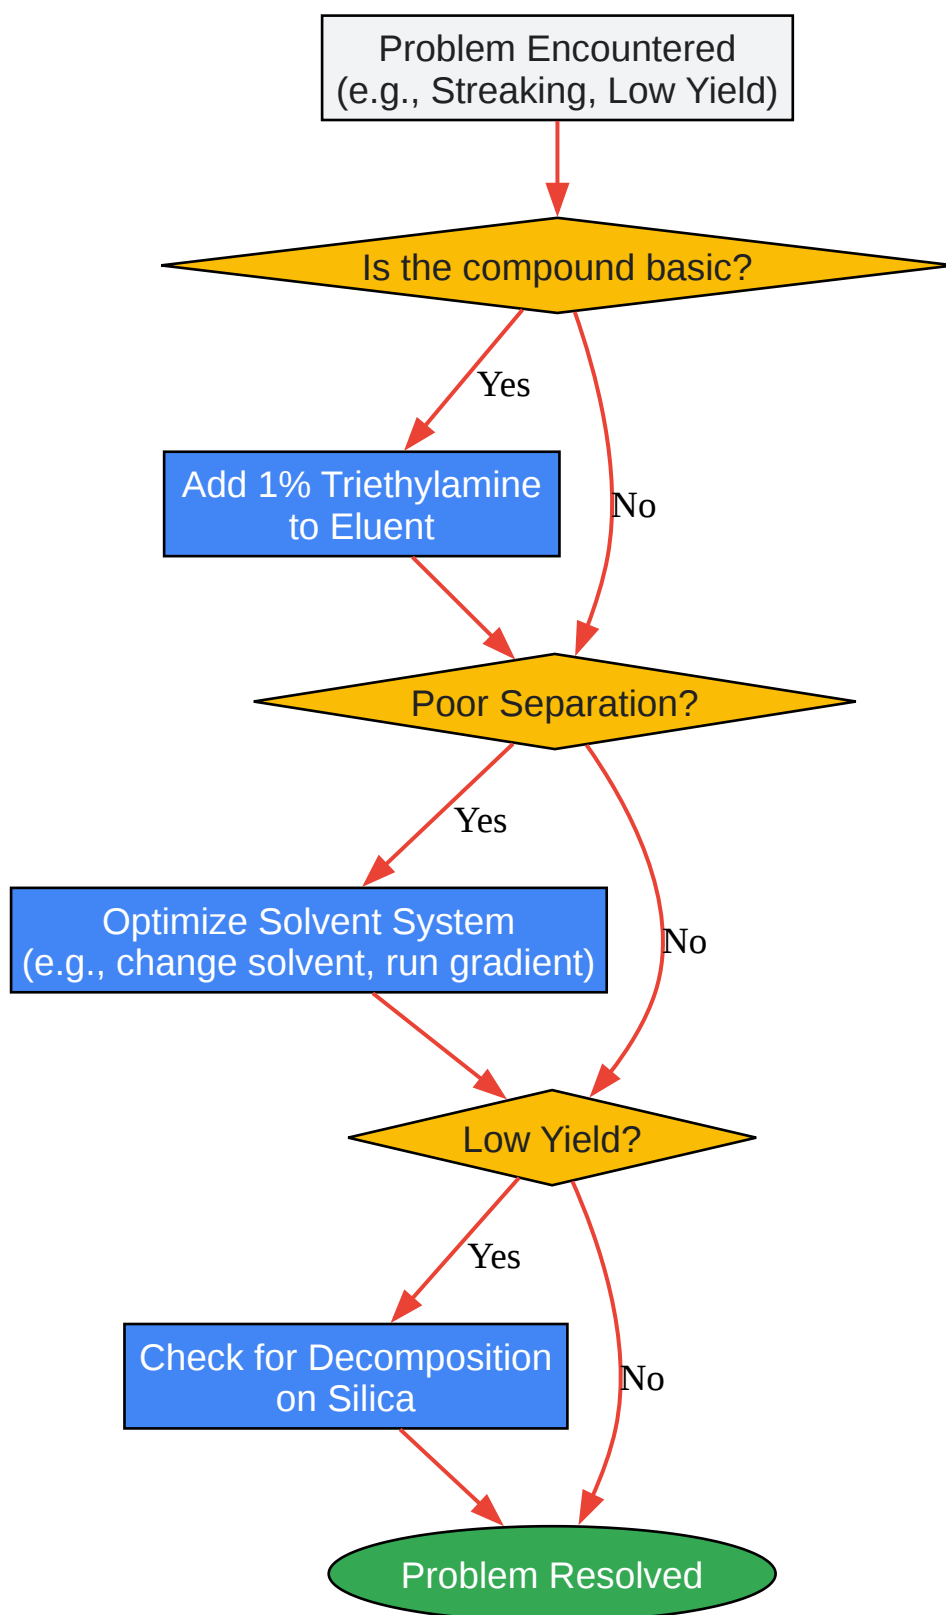 Problem Encountered
(e.g., Streaking, Low Yield)
Is the compound basic?
Yes
Add 1% Triethylamine
to Eluent
No
Poor Separation?
Yes
Optimize Solvent System
(e.g., change solvent, run gradient)
No
Low Yield?
Yes
Check for Decomposition
on Silica
No
Problem Resolved